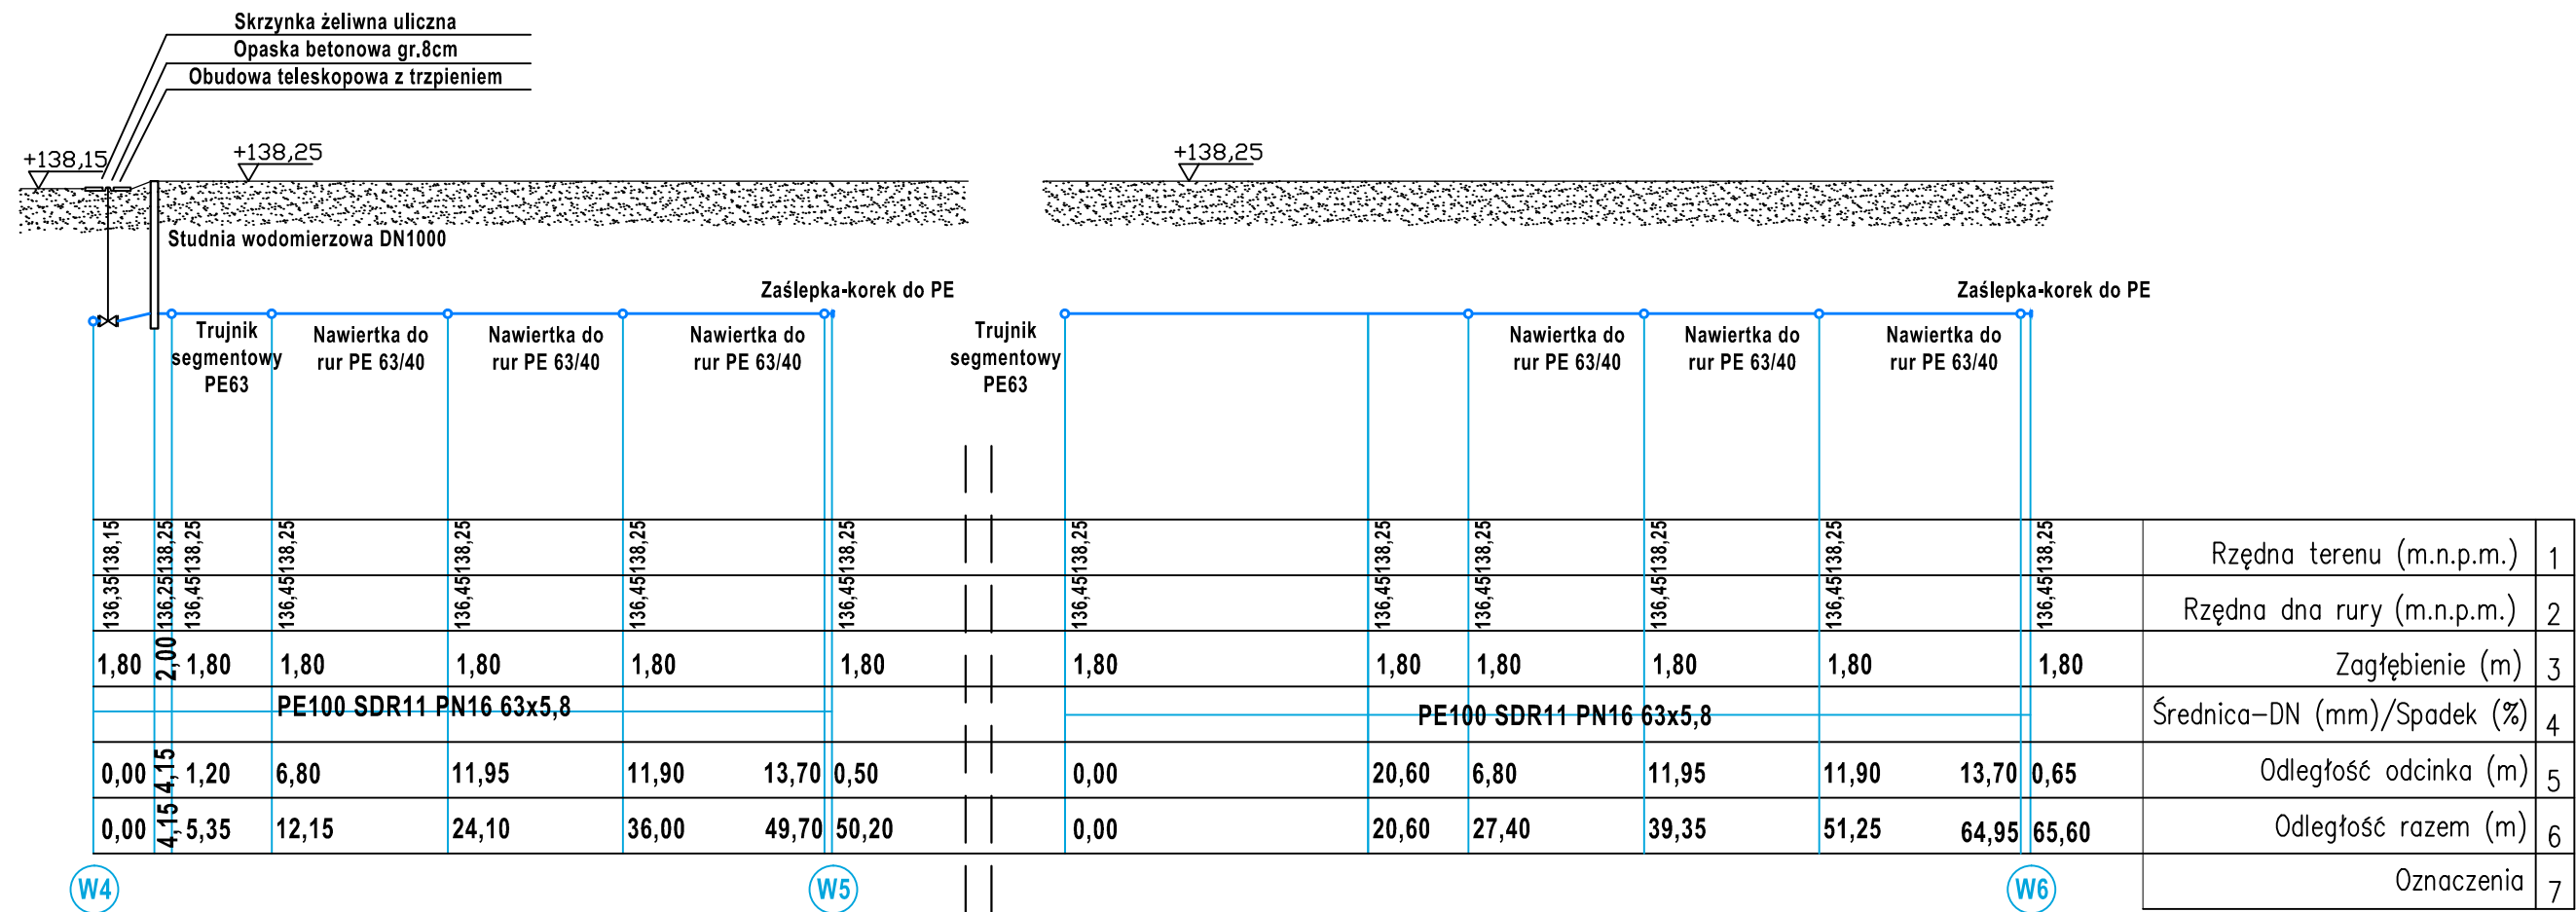 Skrzynka żeliwna uliczna
Opaska betonowa gr.8cm
Obudowa teleskopowa z trzpieniem
+138,15
+138,25
+138,25
Studnia wodomierzowa DN1000
Zaślepka-korek do PE
Zaślepka-korek do PE
Trujnik
segmentowy
PE63
Nawiertka do
rur PE 63/40
Nawiertka do
rur PE 63/40
Nawiertka do
rur PE 63/40
Trujnik
segmentowy
PE63
Nawiertka do
rur PE 63/40
Nawiertka do
rur PE 63/40
Nawiertka do
rur PE 63/40
138,15 138,25 138,25 138,25 138,25 138,25 138,25 138,25 138,25 138,25 138,25 138,25 138,25 Rzędna terenu (m.n.p.m.) 1
136,35 136,25 136,45 136,45 136,45 136,45 136,45 136,45 136,45 136,45 136,45 136,45 136,45 Rzędna dna rury (m.n.p.m.) 2
1,80 2,00 1,80 1,80 1,80 1,80 1,80 1,80 1,80 1,80 1,80 1,80 1,80 Zagłębienie (m) 3
PE100 SDR11 PN16 63x5,8 PE100 SDR11 PN16 63x5,8 Średnica-DN (mm)/Spadek (%) 4
0,00 4,15 1,20 6,80 11,95 11,90 13,70 0,50 0,00 20,60 6,80 11,95 11,90 13,70 0,65 Odległość odcinka (m) 5
0,00 4,15 5,35 12,15 24,10 36,00 49,70 50,20 0,00 20,60 27,40 39,35 51,25 64,95 65,60 Odległość razem (m) 6
W4 W5 W6 Oznaczenia 7